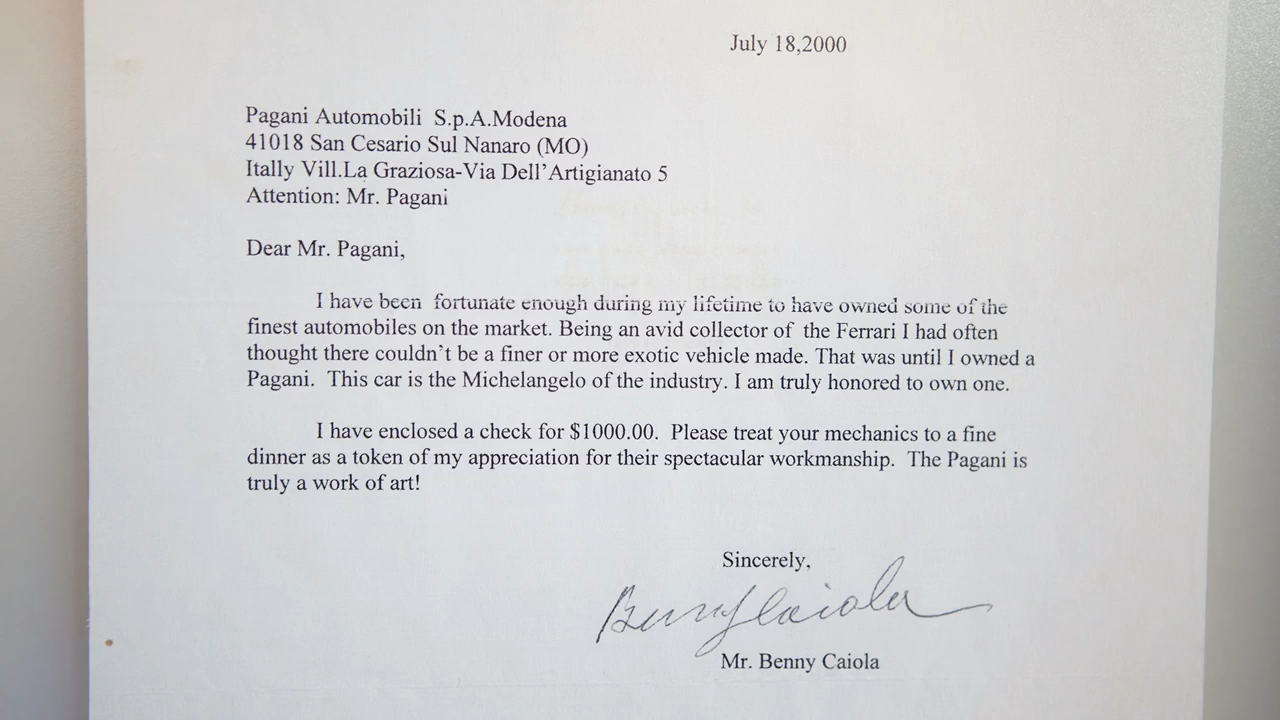 July 18,2000
Pagani Automobili  S.p.A.Modena
41018 San Cesario Sul Nanaro (MO)
Itally Vill.La Graziosa-Via Dell’Artigianato 5
Attention: Mr. Pagani
Dear Mr. Pagani,
I have been  fortunate enough during my lifetime to have owned some of the
finest automobiles on the market. Being an avid collector of  the Ferrari I had often
thought there couldn’t be a finer or more exotic vehicle made. That was until I owned a
Pagani.  This car is the Michelangelo of the industry. I am truly honored to own one.
I have enclosed a check for $1000.00.  Please treat your mechanics to a fine
dinner as a token of my appreciation for their spectacular workmanship.  The Pagani is
truly a work of art!
Sincerely,
Benny Caiola
Mr. Benny Caiola